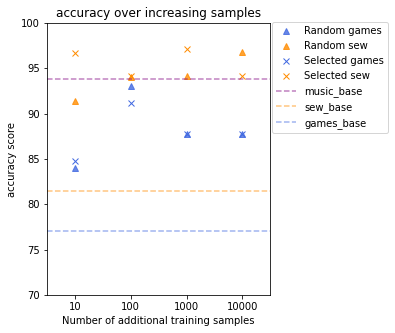 accuracy over increasing samples
100
95
90
85
80
75
70
accuracy score
10
100
1000
10000
Number of additional training samples
Random games
Random sew
Selected games
Selected sew
music_base
sew_base
games_base